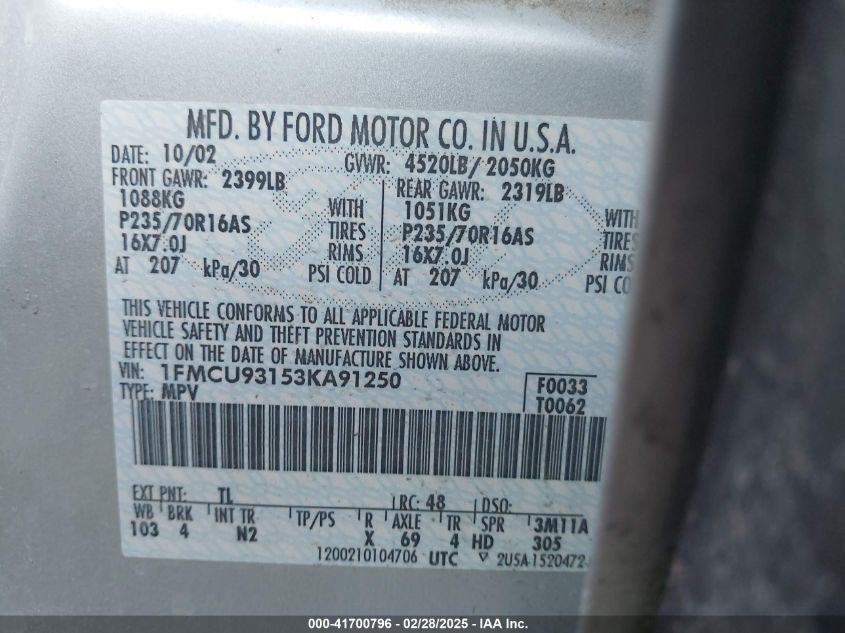 MFD. BY FORD MOTOR CO. IN U.S.A.
DATE: 10/02 GVWR: 4520LB/ 2050KG
FRONT GAWR: 2399LB REAR GAWR: 2319LB
1088KG WITH 1051KG WITH
P235/70R16AS TIRES P235/70R16AS TIRES
16X7.0J RIMS 16X7.0J RIMS
AT 207 kPa/30 PSI COLD AT 207 kPa/30 PSI CO
THIS VEHICLE CONFORMS TO ALL APPLICABLE FEDERAL MOTOR
VEHICLE SAFETY AND THEFT PREVENTION STANDARDS IN
EFFECT ON THE DATE OF MANUFACTURE SHOWN ABOVE.
VIN: 1FMCU93153KA91250 F0033
TYPE: MPV T0062
EXT PNT: TL RC: 48 DSO:
WB BRK INT TR TP/PS R AXLE TR SPR 3M11A
103 4 N2 X 69 4 HD 305
1200210104706 UTC ▽ 2U5A-1520472-
000-41700796 - 02/28/2025 - IAA Inc.